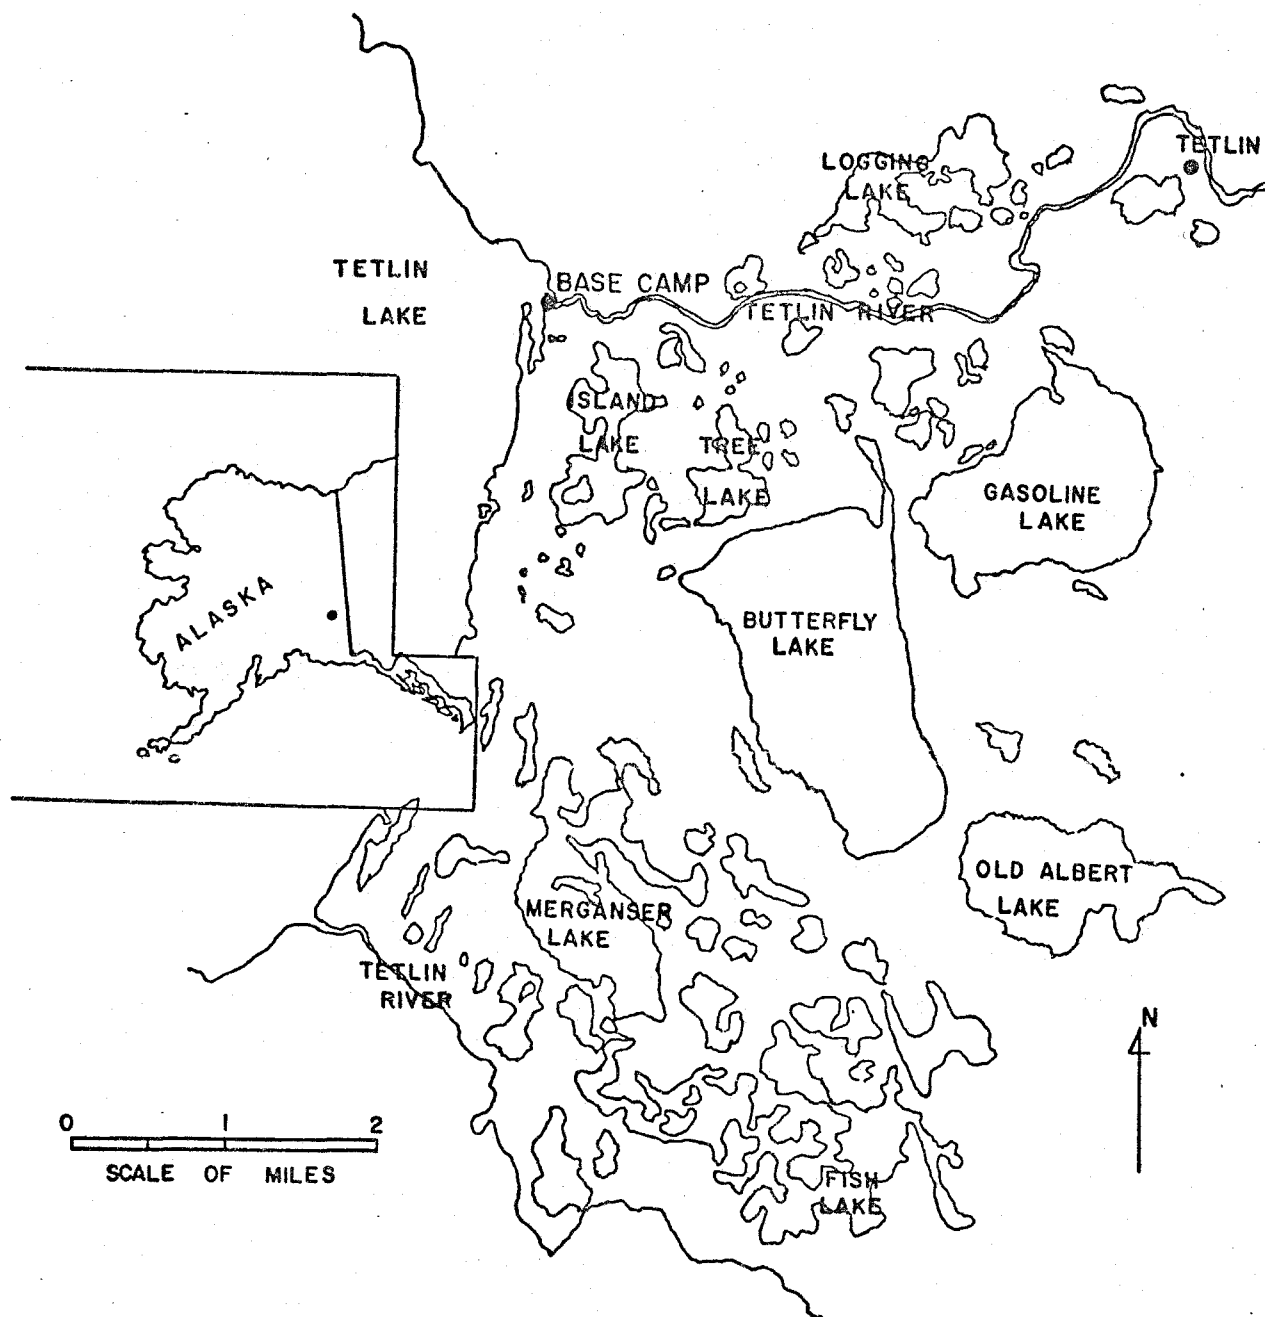 TETLIN
LOGGING
LAKE
TETLIN
LAKE
BASE CAMP
TETLIN RIVER
ISLAND
LAKE
TREE
LAKE
GASOLINE
LAKE
ALASKA
BUTTERFLY
LAKE
OLD ALBERT
LAKE
MERGANSER
LAKE
TETLIN
RIVER
N
0 1 2
SCALE OF MILES
FISH
LAKE